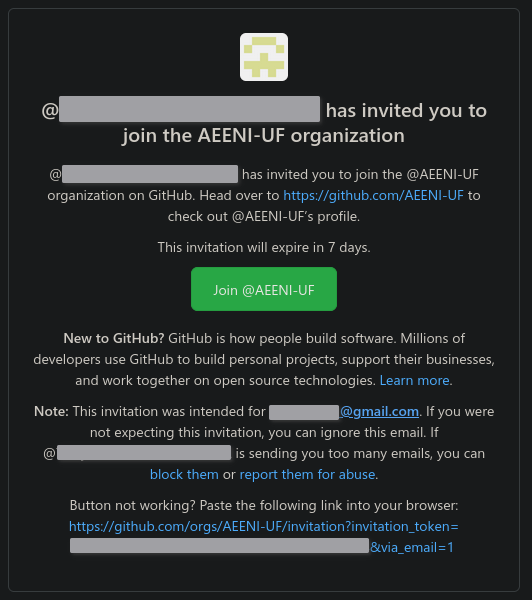 @ has invited you to
join the AEENI-UF organization
@ has invited you to join the @AEENI-UF
organization on GitHub. Head over to https://github.com/AEENI-UF to
check out @AEENI-UF’s profile.
This invitation will expire in 7 days.
Join @AEENI-UF
New to GitHub? GitHub is how people build software. Millions of
developers use GitHub to build personal projects, support their businesses,
and work together on open source technologies. Learn more.
Note: This invitation was intended for @gmail.com. If you were
not expecting this invitation, you can ignore this email. If
@ is sending you too many emails, you can
block them or report them for abuse.
Button not working? Paste the following link into your browser:
https://github.com/orgs/AEENI-UF/invitation?invitation_token=
&via_email=1